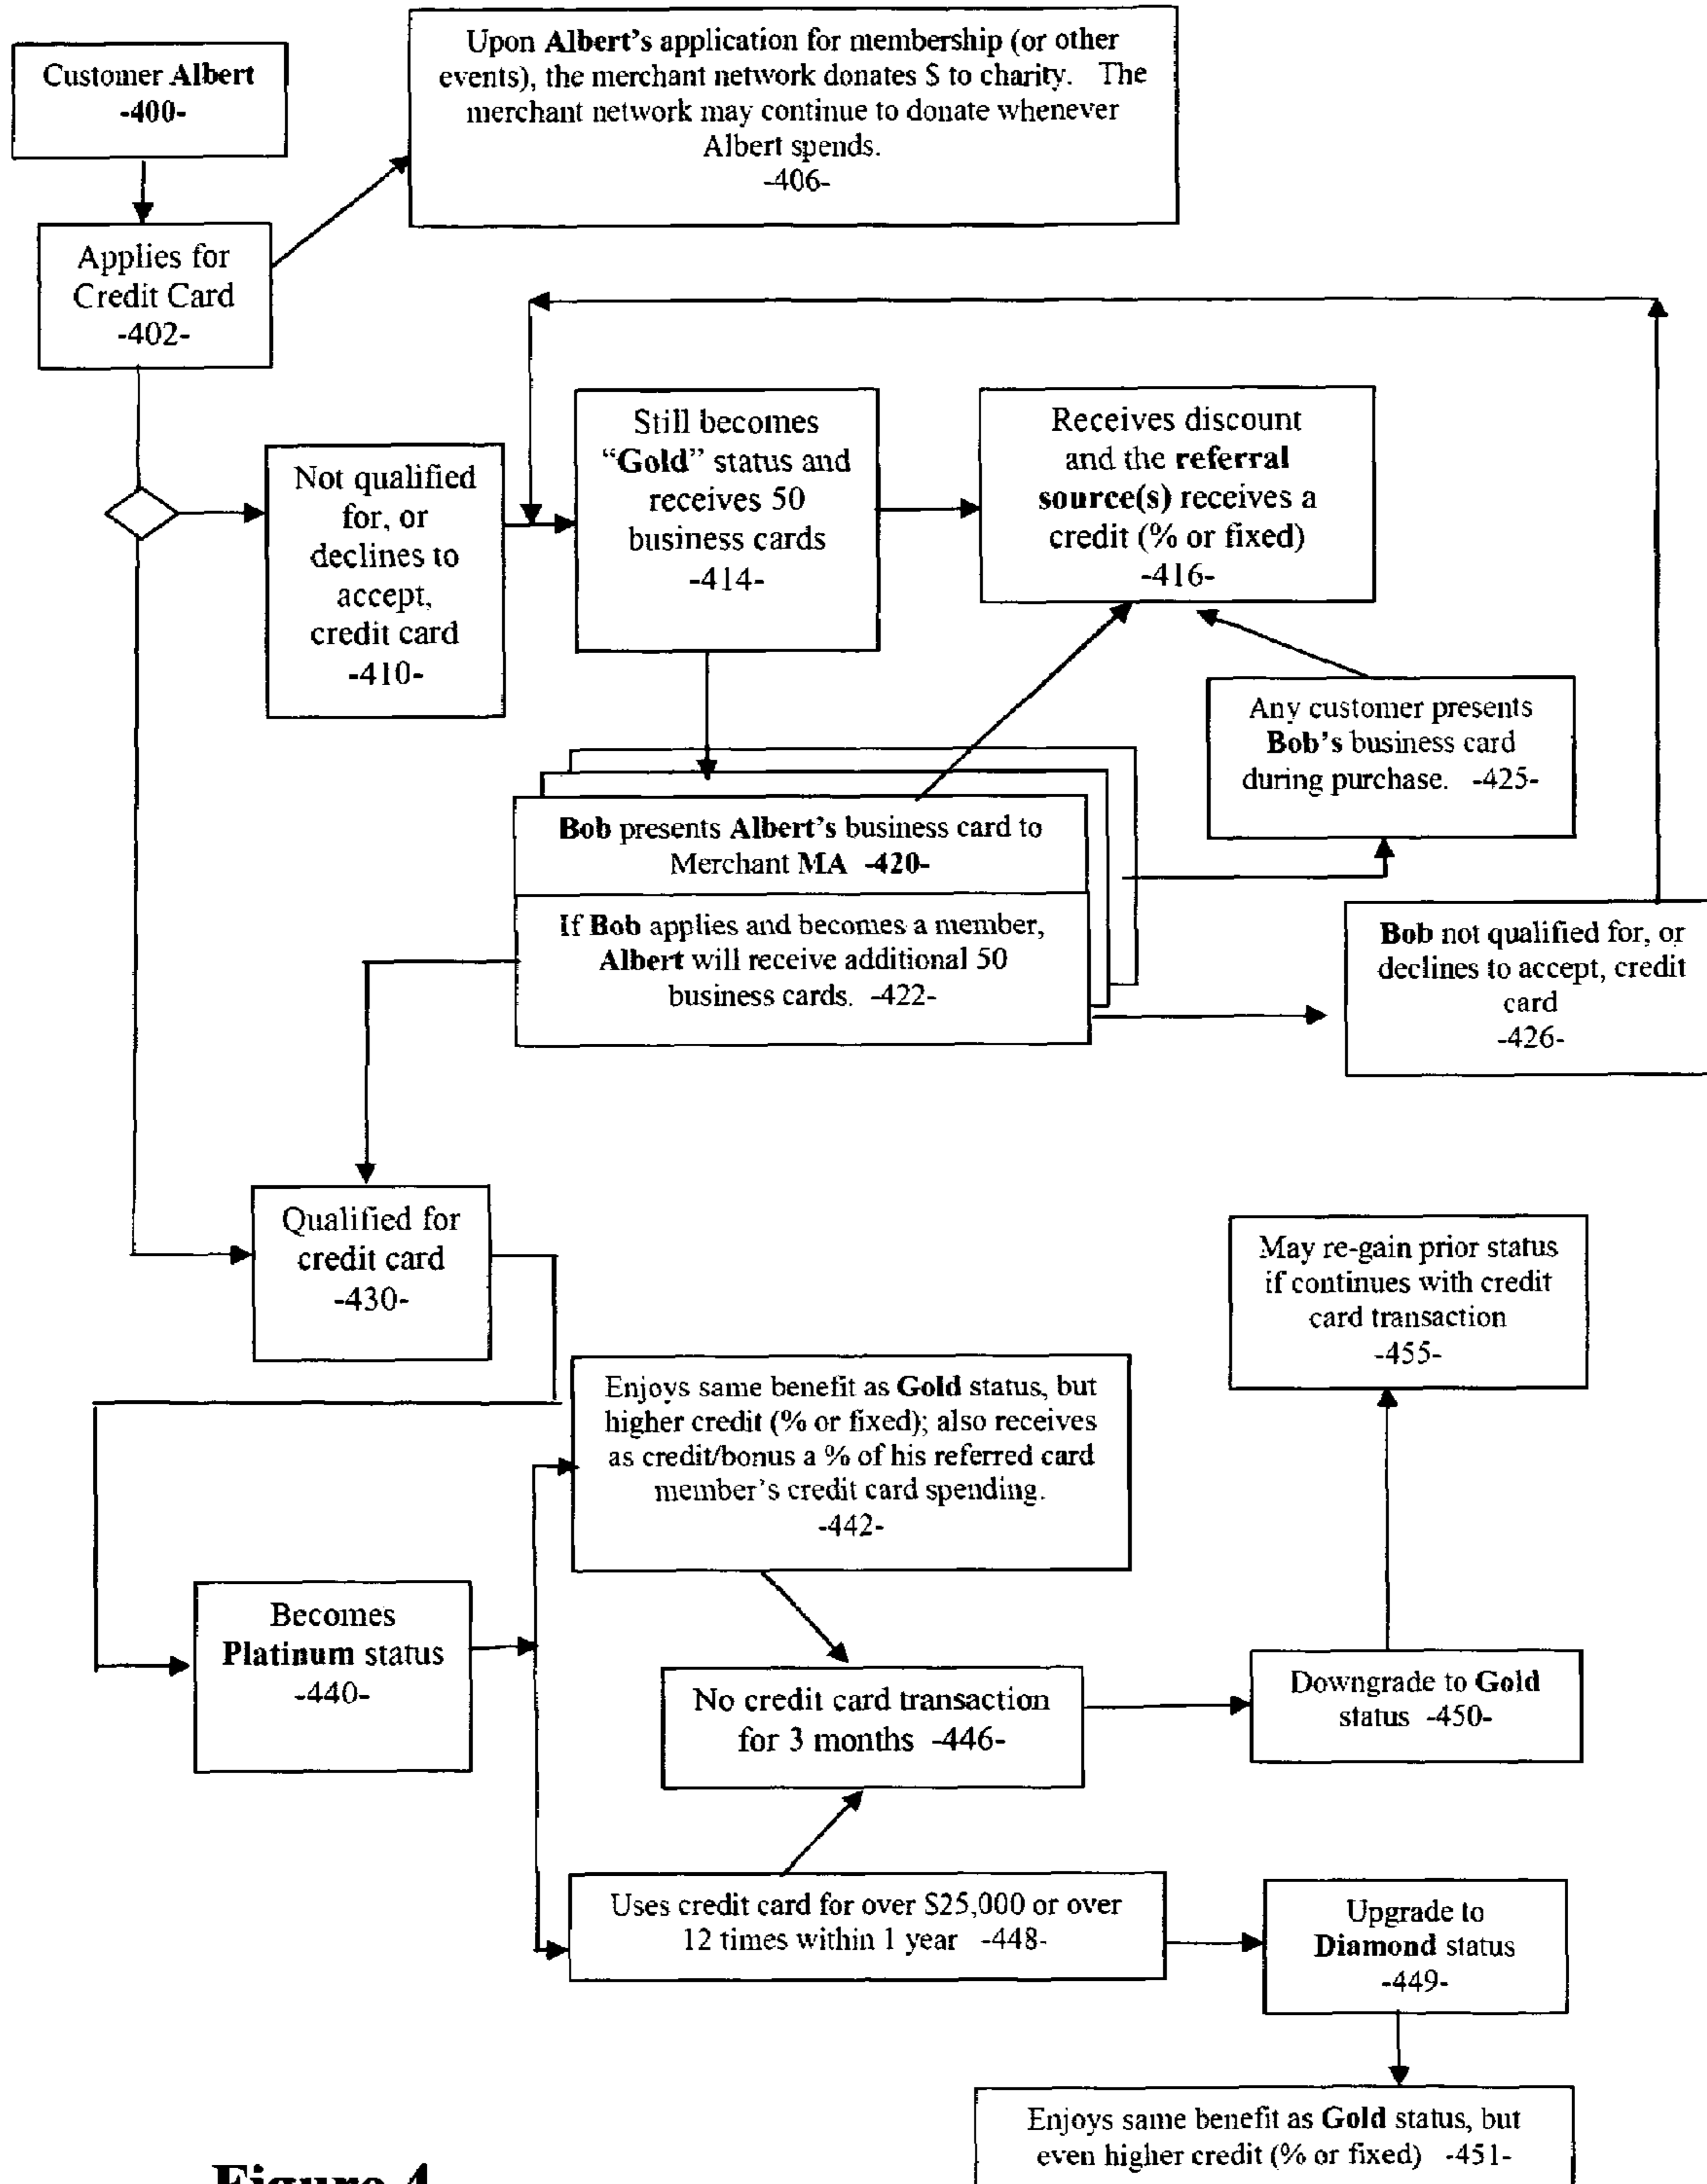 Customer Albert
-400-
Upon Albert's application for membership (or other
events), the merchant network donates $ to charity. The
merchant network may continue to donate whenever
Albert spends.
-406-
Applies for
Credit Card
-402-
Not qualified
for, or
declines to
accept,
credit card
-410-
Still becomes
“Gold” status and
receives 50
business cards
-414-
Receives discount
and the referral
source(s) receives a
credit (% or fixed)
-416-
Any customer presents
Bob's business card
during purchase. -425-
Bob presents Albert's business card to
Merchant MA -420-
If Bob applies and becomes a member,
Albert will receive additional 50
business cards. -422-
Bob not qualified for, or
declines to accept, credit
card
-426-
Qualified for
credit card
-430-
May re-gain prior status
if continues with credit
card transaction
-455-
Enjoys same benefit as Gold status, but
higher credit (% or fixed); also receives
as credit/bonus a % of his referred card
member's credit card spending.
-442-
Becomes
Platinum status
-440-
No credit card transaction
for 3 months -446-
Downgrade to Gold
status -450-
Uses credit card for over $25,000 or over
12 times within 1 year -448-
Upgrade to
Diamond status
-449-
Enjoys same benefit as Gold status, but
even higher credit (% or fixed) -451-
Figure 4